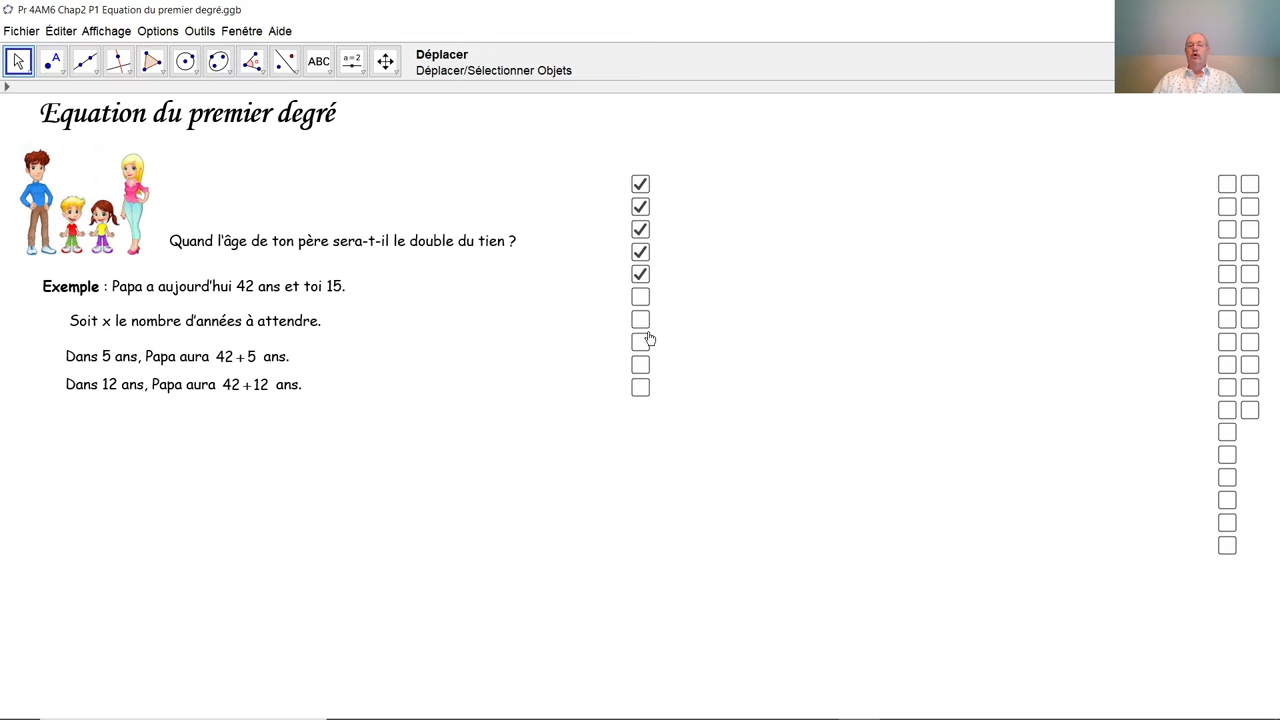 Pr 4AM6 Chap2 P1 Equation du premier degré.ggb
Fichier Éditer Affichage Options Outils Fenêtre Aide
A
ABC
a=2
Déplacer
Déplacer/Sélectionner Objets
Equation du premier degré
Quand l'âge de ton père sera-t-il le double du tien ?
Exemple : Papa a aujourd'hui 42 ans et toi 15.
Soit x le nombre d'années à attendre.
Dans 5 ans, Papa aura 42+5 ans.
Dans 12 ans, Papa aura 42+12 ans.